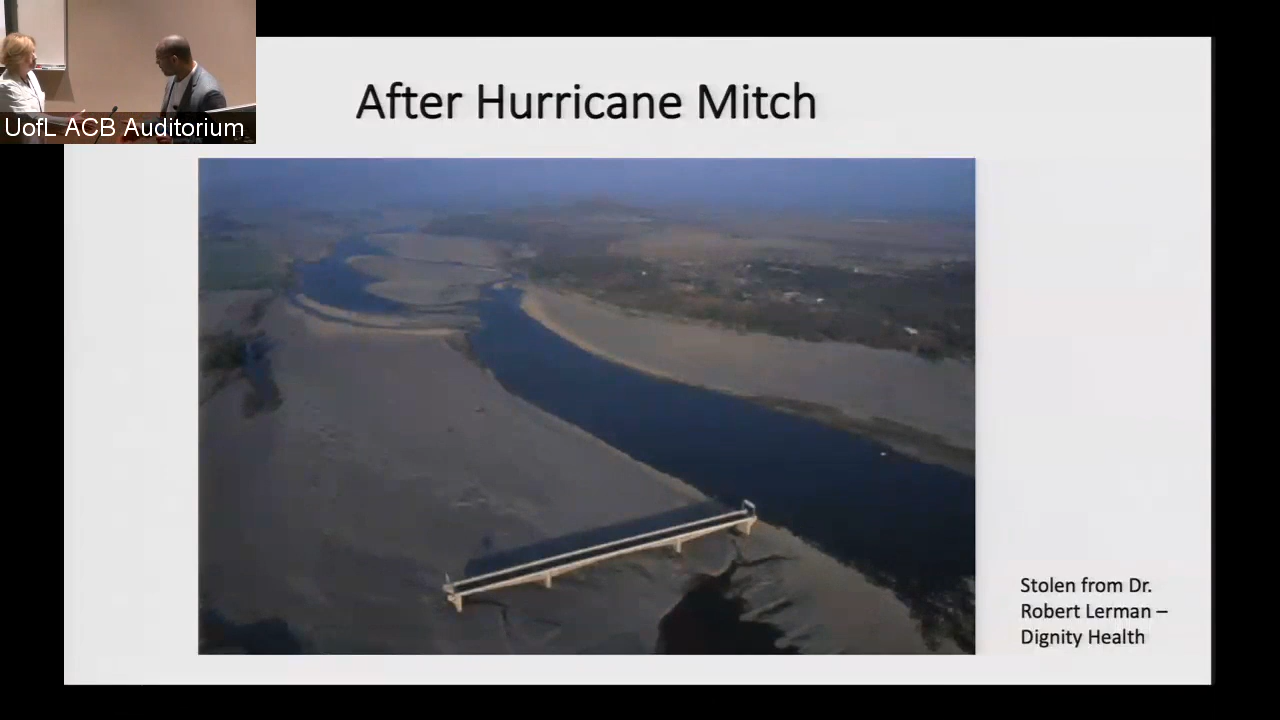 UofL ACB Auditorium
After Hurricane Mitch
Stolen from Dr.
Robert Lerman –
Dignity Health